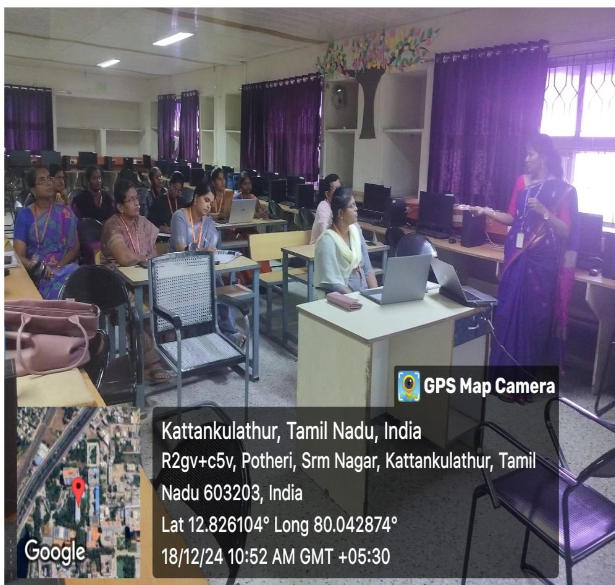 GPS Map Camera
Kattankulathur, Tamil Nadu, India
R2gv+c5v, Potheri, Srm Nagar, Kattankulathur, Tamil
Nadu 603203, India
Lat 12.826104° Long 80.042874°
18/12/24 10:52 AM GMT +05:30
Google